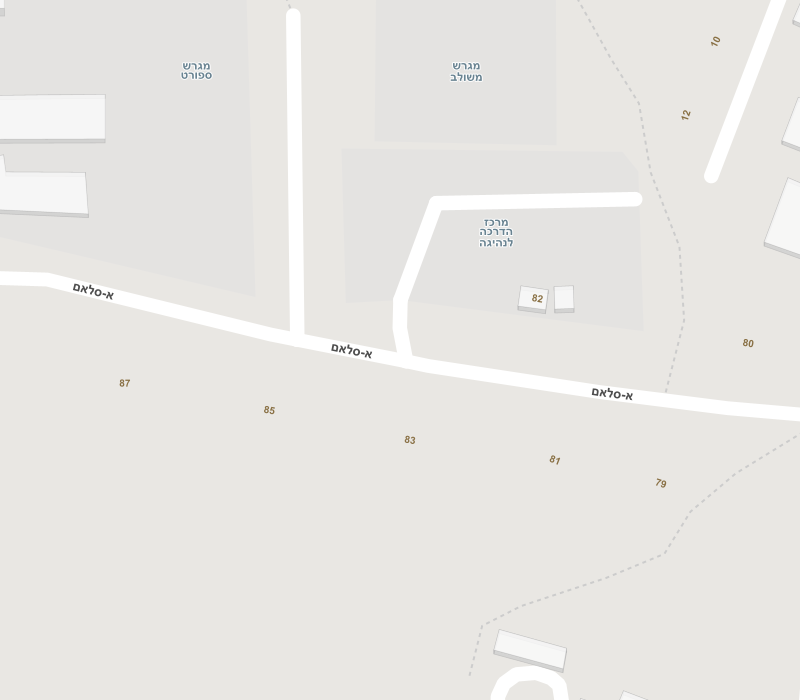 10
מגרש
ספורט
מגרש
משולב
12
מרכז
הדרכה
לנהיגה
א-סלאם
82
א-סלאם
80
א-סלאם
87
85
83
81
79